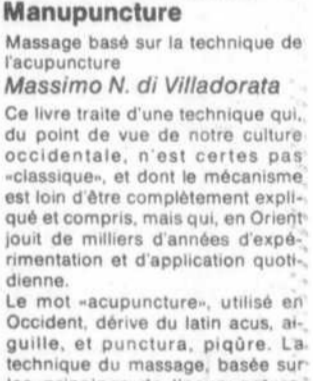 Manupuncture
Massage basé sur la technique de
l'acupuncture
Massimo N. di Villadorata
Ce livre traite d'une technique qui,
du point de vue de notre culture
occidentale, n'est certes pas
«classique», et dont le mécanisme
est loin d'être complètement expli-
qué et compris, mais qui, en Orient
jouit de milliers d'années d'expé-
rimentation et d'application quoti-
dienne.
Le mot «acupuncture», utilisé en
Occident, dérive du latin acus, ai-
guille, et punctura, piqûre. La
technique du massage, basée sur